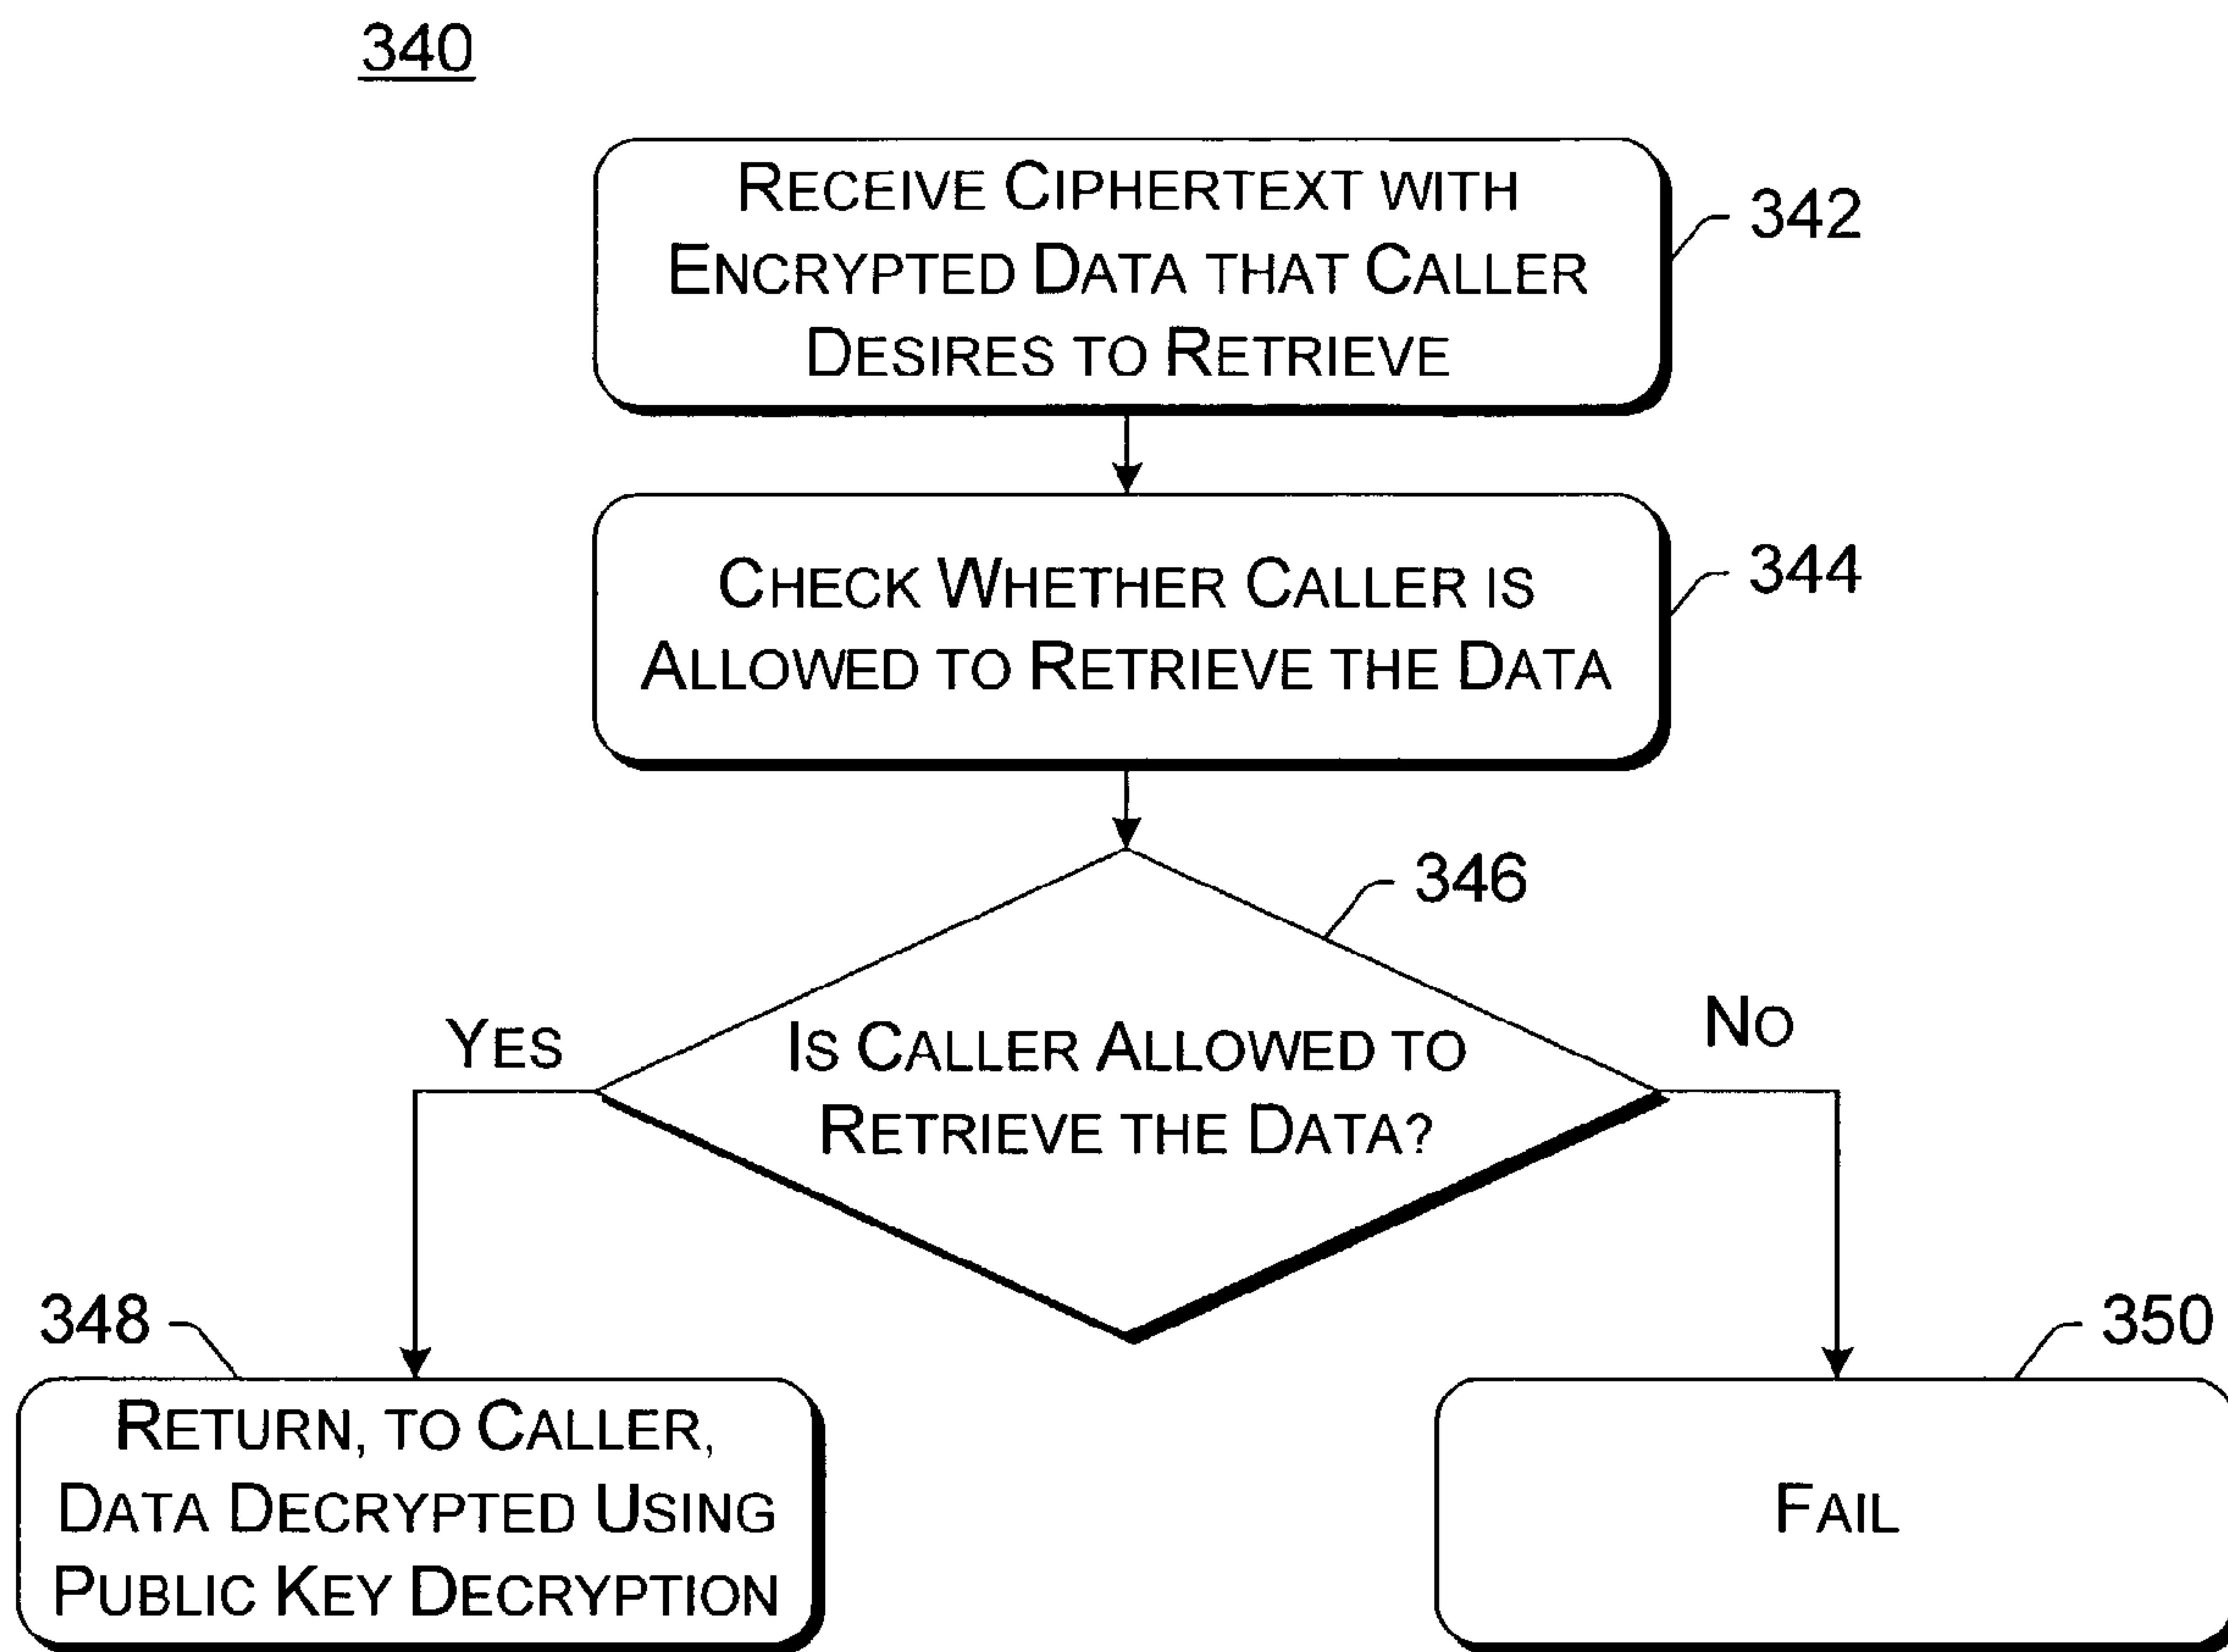 340
RECEIVE CIPHERTEXT WITH
ENCRYPTED DATA THAT CALLER
DESIRES TO RETRIEVE
342
CHECK WHETHER CALLER IS
ALLOWED TO RETRIEVE THE DATA
344
346
YES
IS CALLER ALLOWED TO
RETRIEVE THE DATA?
NO
348
RETURN, TO CALLER,
DATA DECRYPTED USING
PUBLIC KEY DECRYPTION
350
FAIL